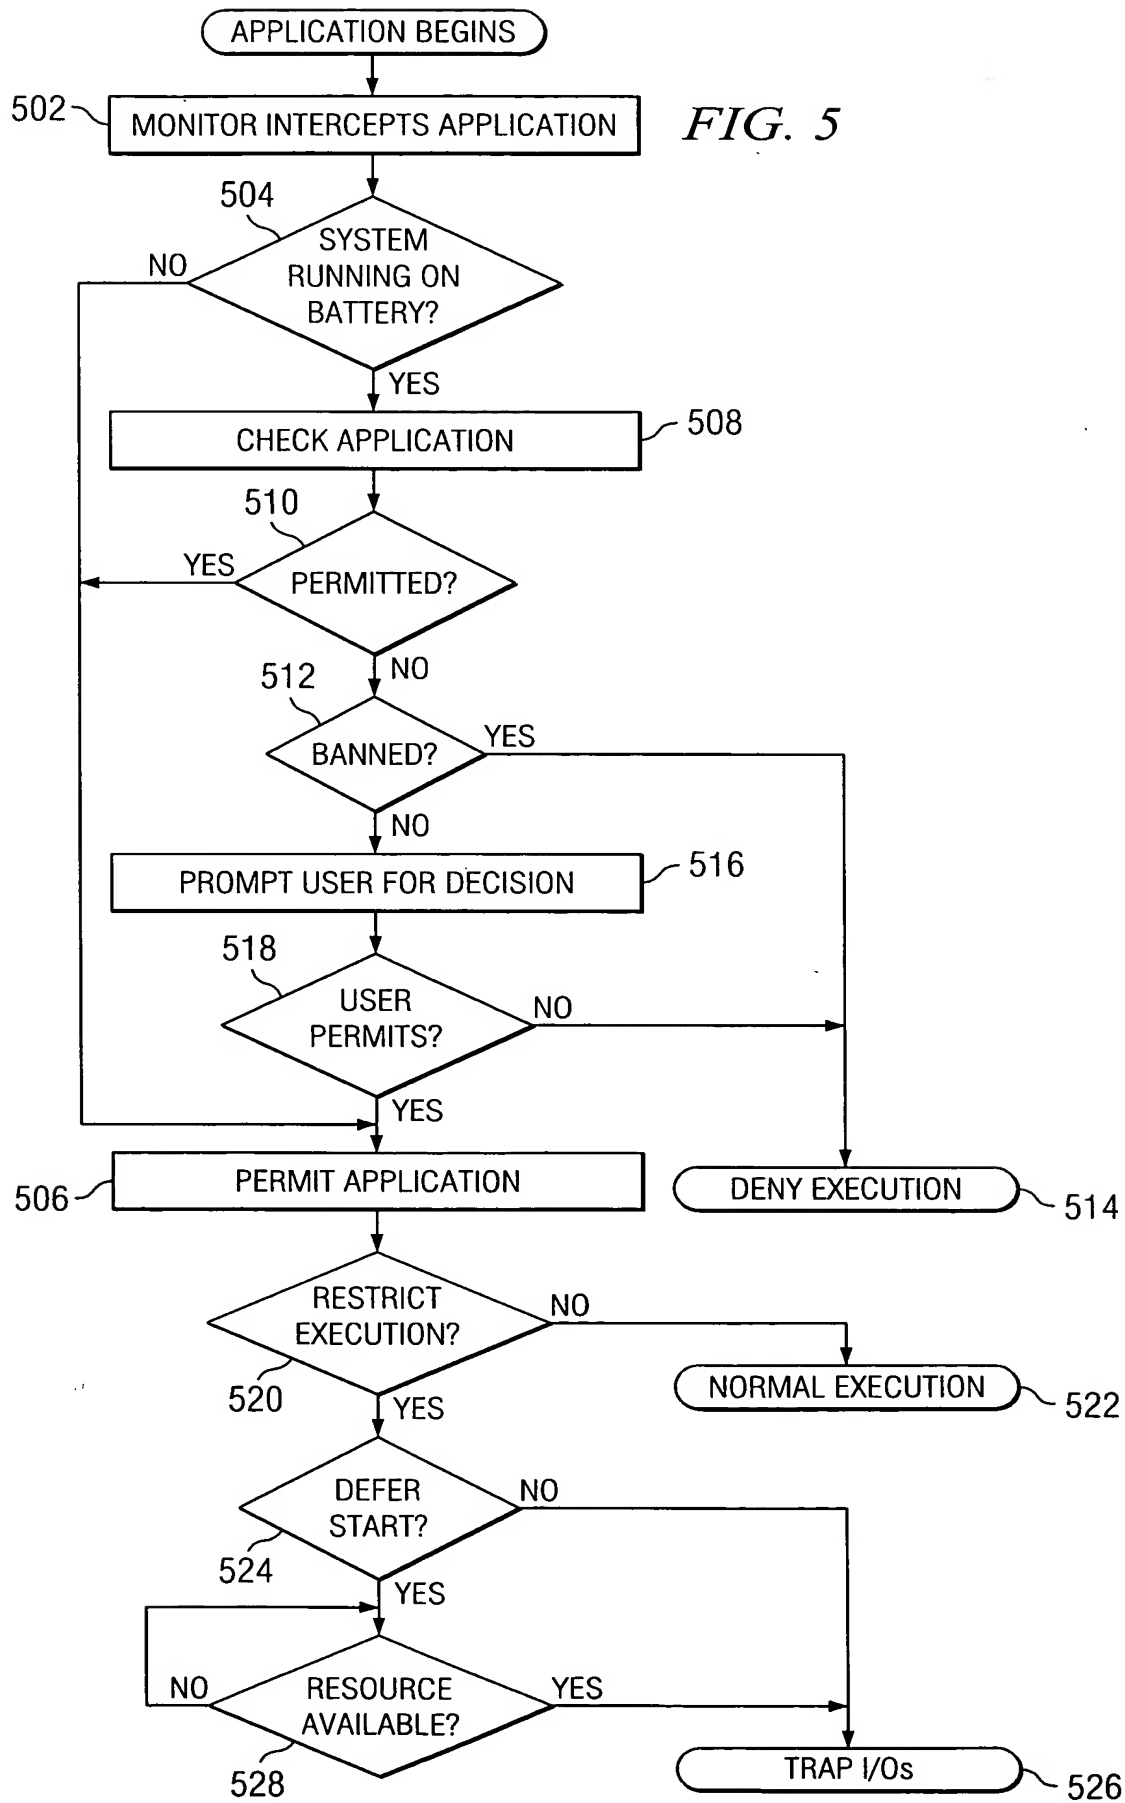 APPLICATION BEGINS
502
MONITOR INTERCEPTS APPLICATION
FIG. 5
504
SYSTEM
RUNNING ON
BATTERY?
NO
YES
CHECK APPLICATION
508
510
YES
PERMITTED?
NO
512
BANNED?
YES
NO
PROMPT USER FOR DECISION
516
518
USER
PERMITS?
NO
YES
PERMIT APPLICATION
506
DENY EXECUTION
514
RESTRICT
EXECUTION?
NO
520
YES
NORMAL EXECUTION
522
DEFER
START?
NO
524
YES
NO
RESOURCE
AVAILABLE?
YES
528
TRAP I/Os
526